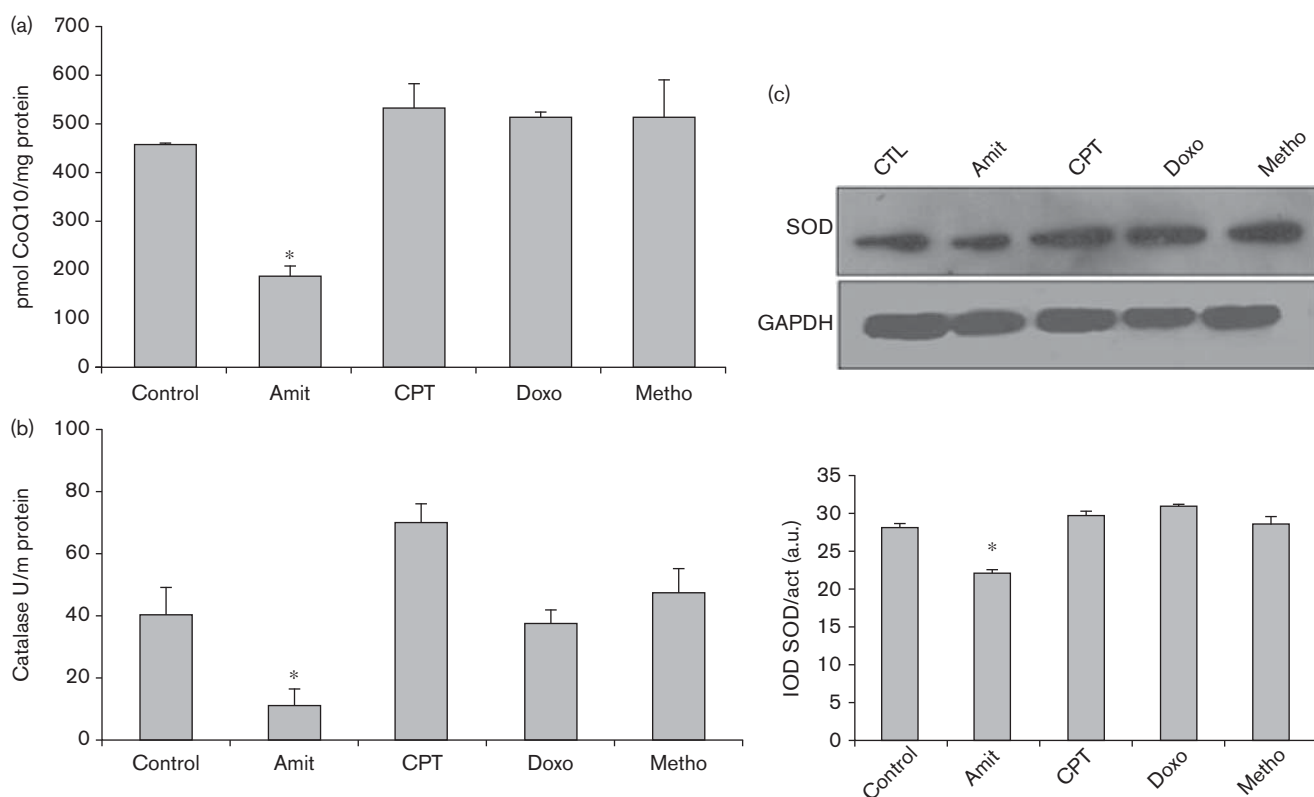 (a)
pmol CoQ10/mg protein
700
600
500
400
300
200
100
0
*
Control Amit CPT Doxo Metho
(b)
Catalase U/m protein
100
80
60
40
20
0
*
Control Amit CPT Doxo Metho
(c)
CTL Amit CPT Doxo Metho
SOD
GAPDH
IOD SOD/act (a.u.)
35
30
25
20
15
10
5
0
*
Control Amit CPT Doxo Metho